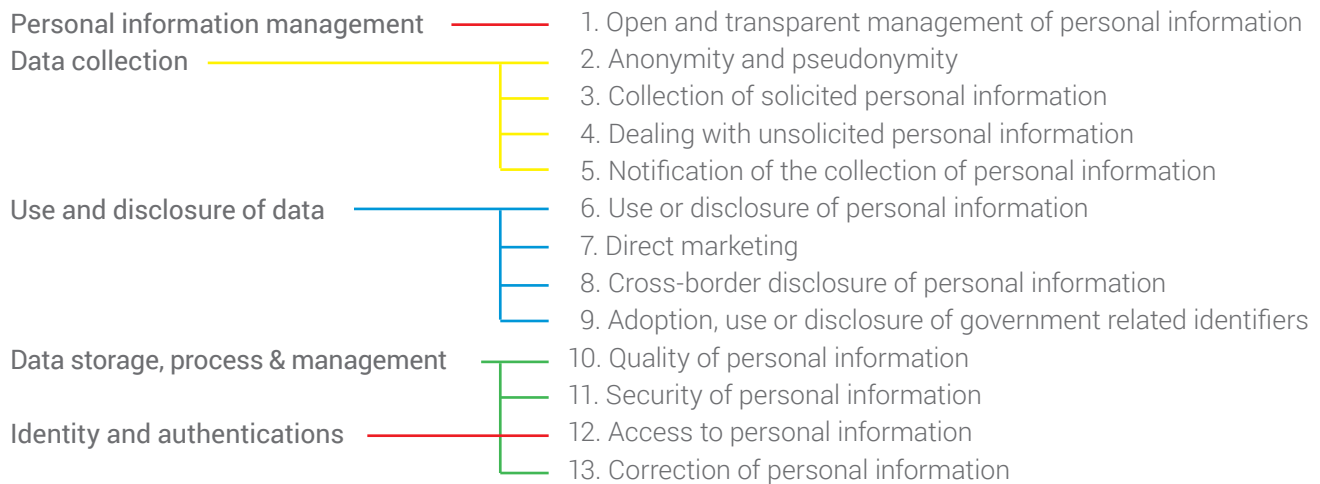 Personal information management 1. Open and transparent management of personal information
Data collection 2. Anonymity and pseudonymity
3. Collection of solicited personal information
4. Dealing with unsolicited personal information
5. Notification of the collection of personal information
Use and disclosure of data 6. Use or disclosure of personal information
7. Direct marketing
8. Cross-border disclosure of personal information
9. Adoption, use or disclosure of government related identifiers
Data storage, process & management 10. Quality of personal information
11. Security of personal information
Identity and authentications 12. Access to personal information
13. Correction of personal information